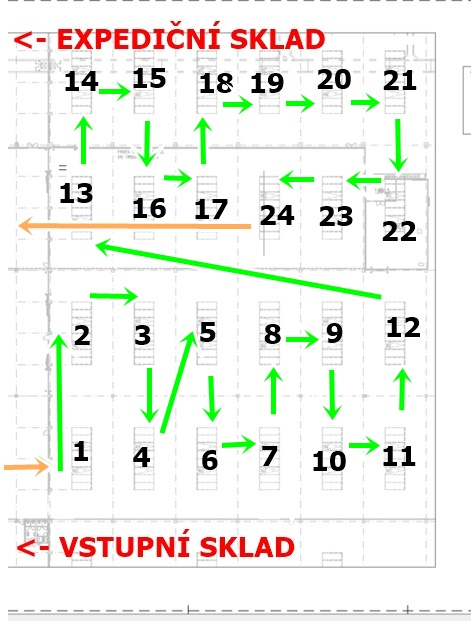 <- EXPEDIČNÍ SKLAD
14 15 18 19 20 21
13 16 17 24 23 22
2 3 5 8 9 12
1 4 6 7 10 11
<- VSTUPNÍ SKLAD